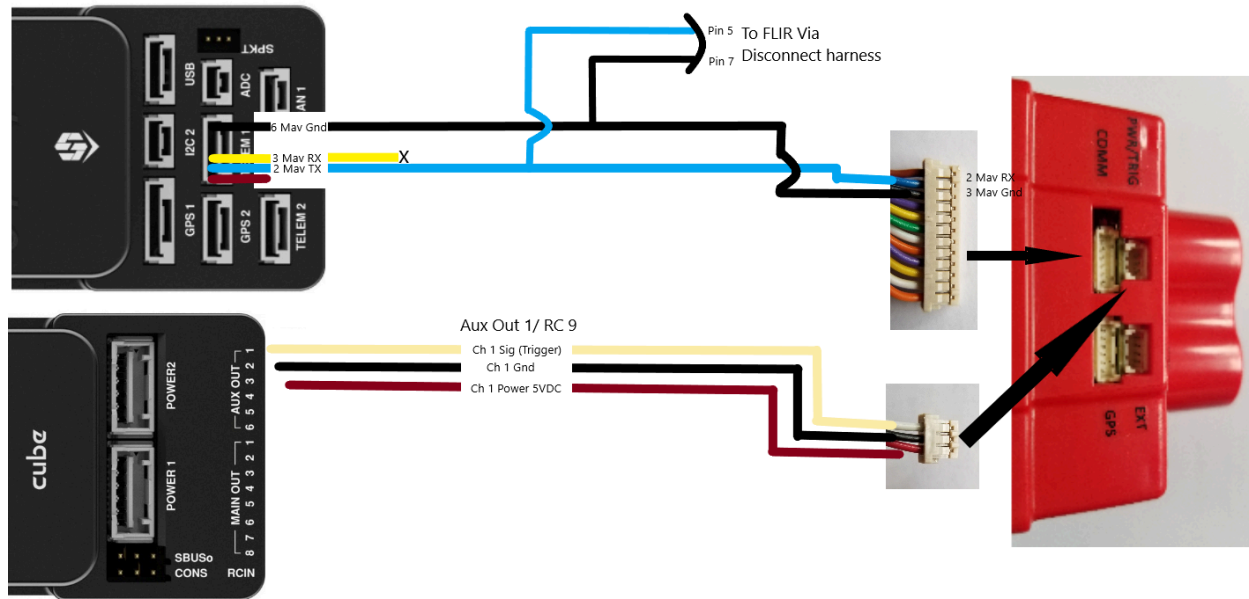 Pin 5
To FLIR Via
Pin 7
Disconnect harness
SPKT
USB
ADC
AN 1
I2C 2
EM 1
6 Mav Gnd
3 Mav RX
X
2 Mav TX
GPS 1
GPS 2
TELEM 2
2 Mav RX
3 Mav Gnd
PWR/TRIG
COMM
Aux Out 1/ RC 9
Ch 1 Sig (Trigger)
Ch 1 Gnd
Ch 1 Power 5VDC
cube
POWER2
POWER 1
AUX OUT
1
2
3
4
5
6
MAIN OUT
1
2
3
4
5
6
7
8
SBUSo
CONS
RCIN
EXT
GPS